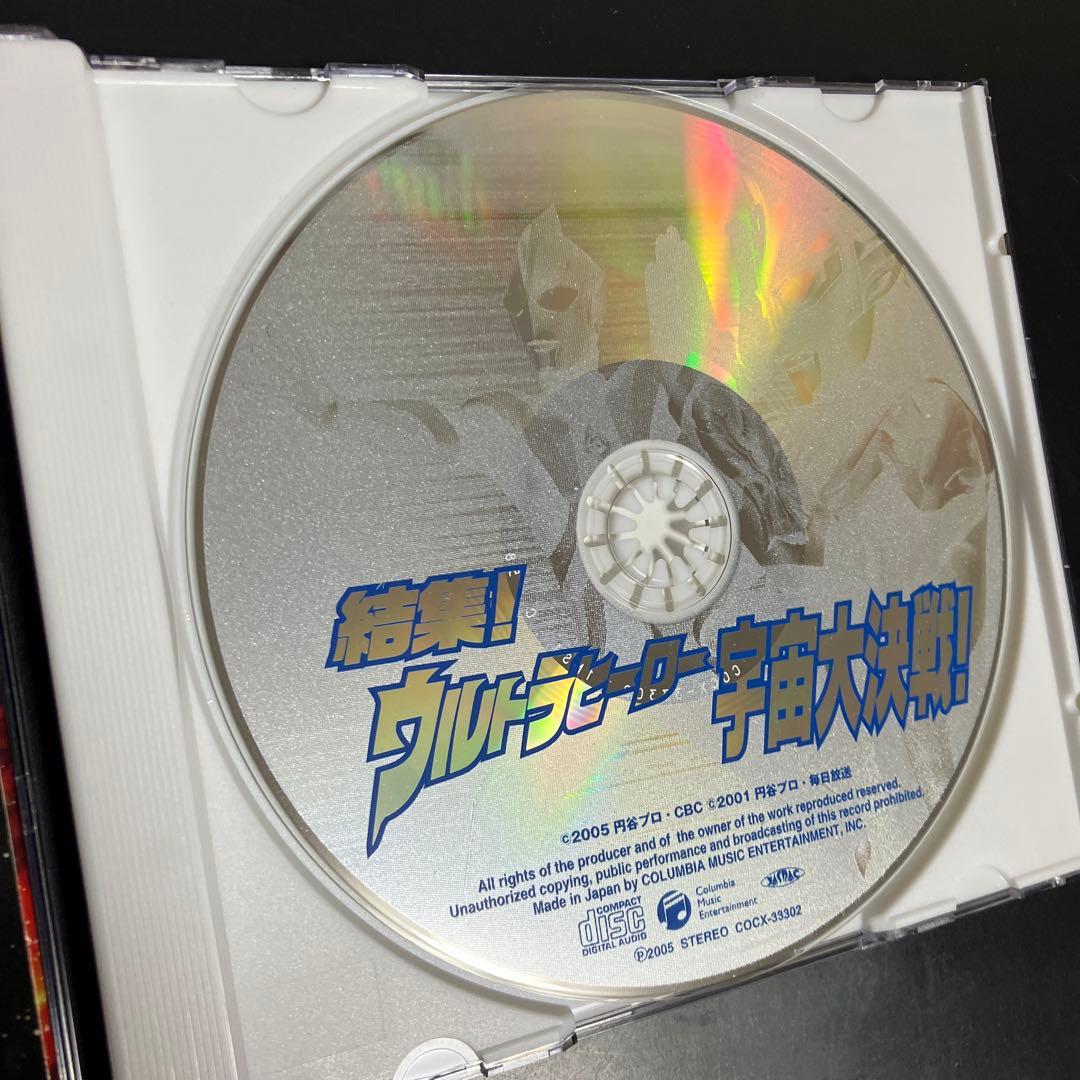 結集!
ウルトラヒーロー宇宙大決戦!
©2005 円谷プロ・CBC ©2001 円谷プロ・毎日放送
All rights of the producer and of the owner of the work reproduced reserved.
Unauthorized copying, public performance and broadcasting of this record prohibited.
Made in Japan by COLUMBIA MUSIC ENTERTAINMENT, INC.
COMPACT
disc
DIGITAL AUDIO
Columbia
Music
Entertainment
JASRAC
℗2005 STEREO COCX-33302